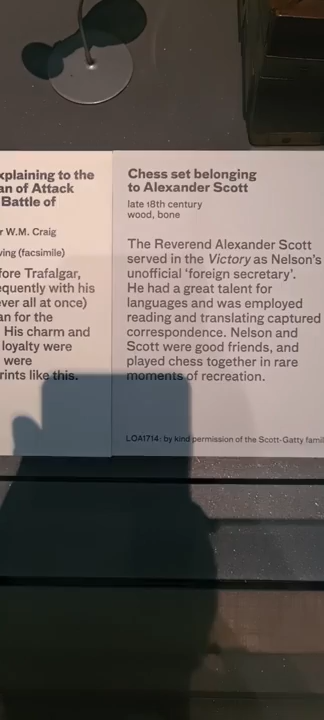 xplaining to the
an of Attack
Battle of
r W.M. Craig
ving (facsimile)
fore Trafalgar,
equently with his
ever all at once)
an for the
His charm and
loyalty were
were
rints like this.
Chess set belonging
to Alexander Scott
late 18th century
wood, bone
The Reverend Alexander Scott
served in the Victory as Nelson's
unofficial 'foreign secretary'.
He had a great talent for
languages and was employed
reading and translating captured
correspondence. Nelson and
Scott were good friends, and
played chess together in rare
moments of recreation.
LOA1714: by kind permission of the Scott-Gatty famil